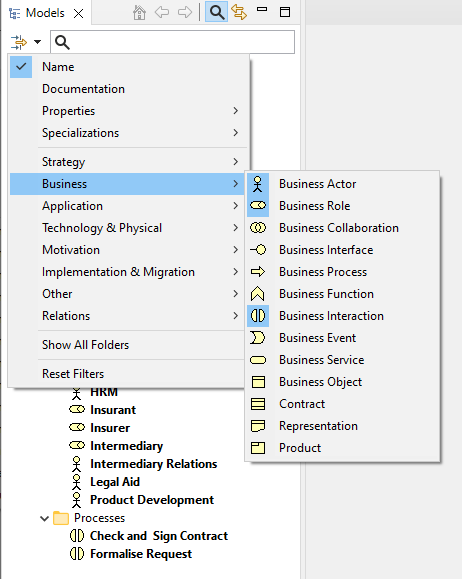 Models
Name
Documentation
Properties
Specializations
Strategy
Business
Application
Technology & Physical
Motivation
Implementation & Migration
Other
Relations
Show All Folders
Reset Filters
Business Actor
Business Role
Business Collaboration
Business Interface
Business Process
Business Function
Business Interaction
Business Event
Business Service
Business Object
Contract
Representation
Product
HRM
Insurant
Insurer
Intermediary
Intermediary Relations
Legal Aid
Product Development
Processes
Check and  Sign Contract
Formalise Request